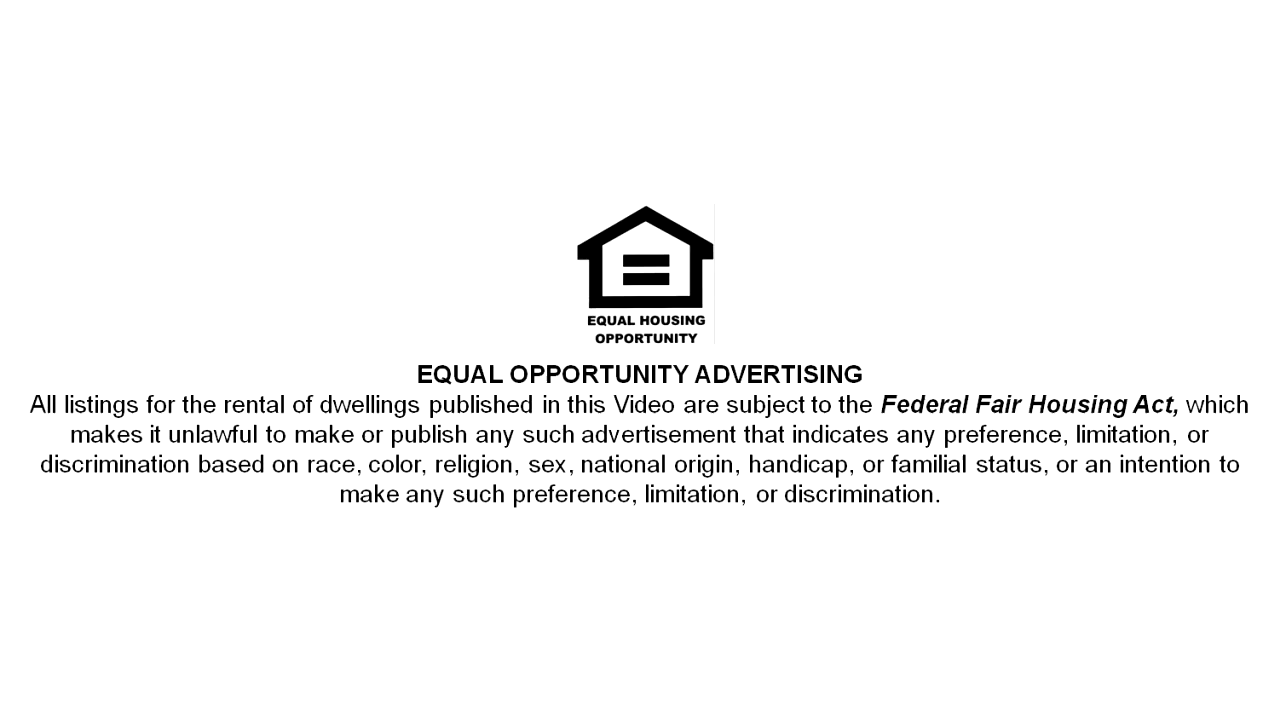 EQUAL HOUSING
OPPORTUNITY
EQUAL OPPORTUNITY ADVERTISING
All listings for the rental of dwellings published in this Video are subject to the Federal Fair Housing Act, which
makes it unlawful to make or publish any such advertisement that indicates any preference, limitation, or
discrimination based on race, color, religion, sex, national origin, handicap, or familial status, or an intention to
make any such preference, limitation, or discrimination.